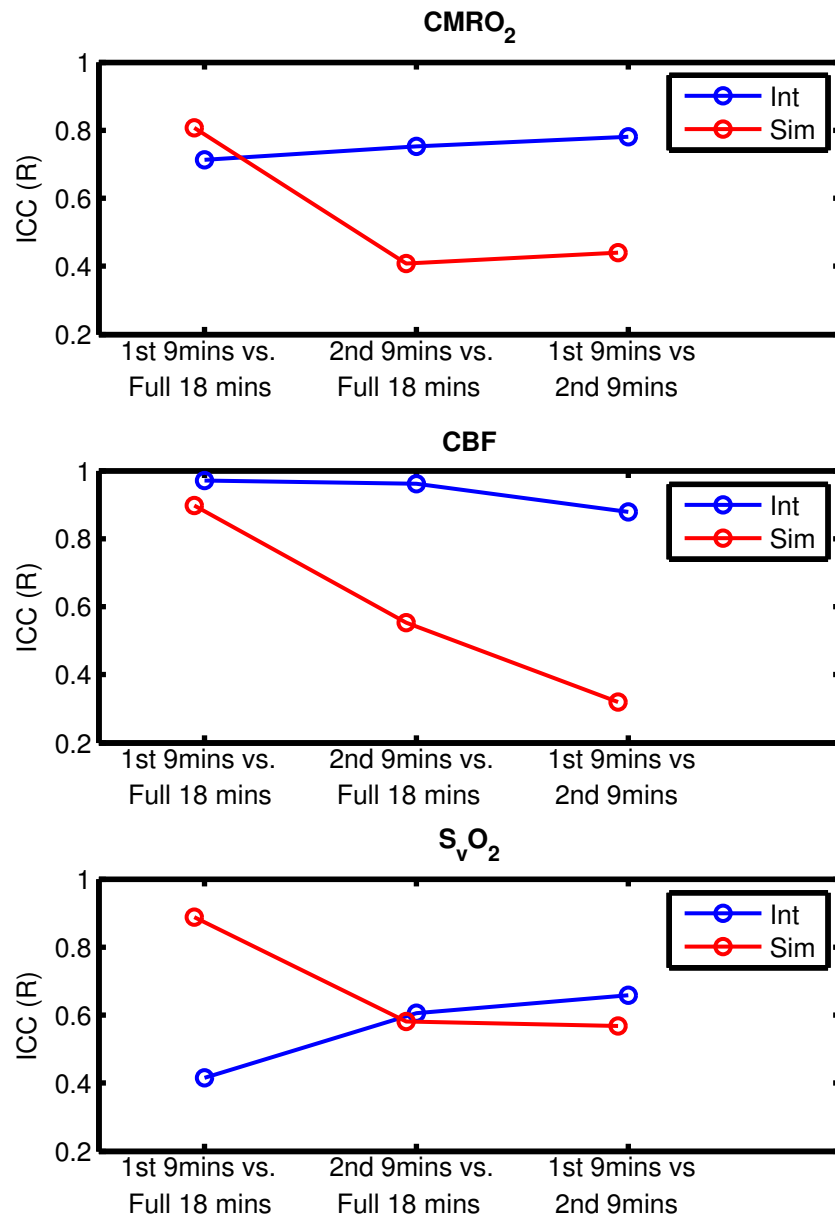 CMRO2
1
0.8
0.6
0.4
0.2
ICC (R)
Int
Sim
1st 9mins vs. 2nd 9mins vs. 1st 9mins vs
Full 18 mins Full 18 mins 2nd 9mins
CBF
1
0.8
0.6
0.4
0.2
ICC (R)
Int
Sim
1st 9mins vs. 2nd 9mins vs. 1st 9mins vs
Full 18 mins Full 18 mins 2nd 9mins
SvO2
1
0.8
0.6
0.4
0.2
ICC (R)
Int
Sim
1st 9mins vs. 2nd 9mins vs. 1st 9mins vs
Full 18 mins Full 18 mins 2nd 9mins